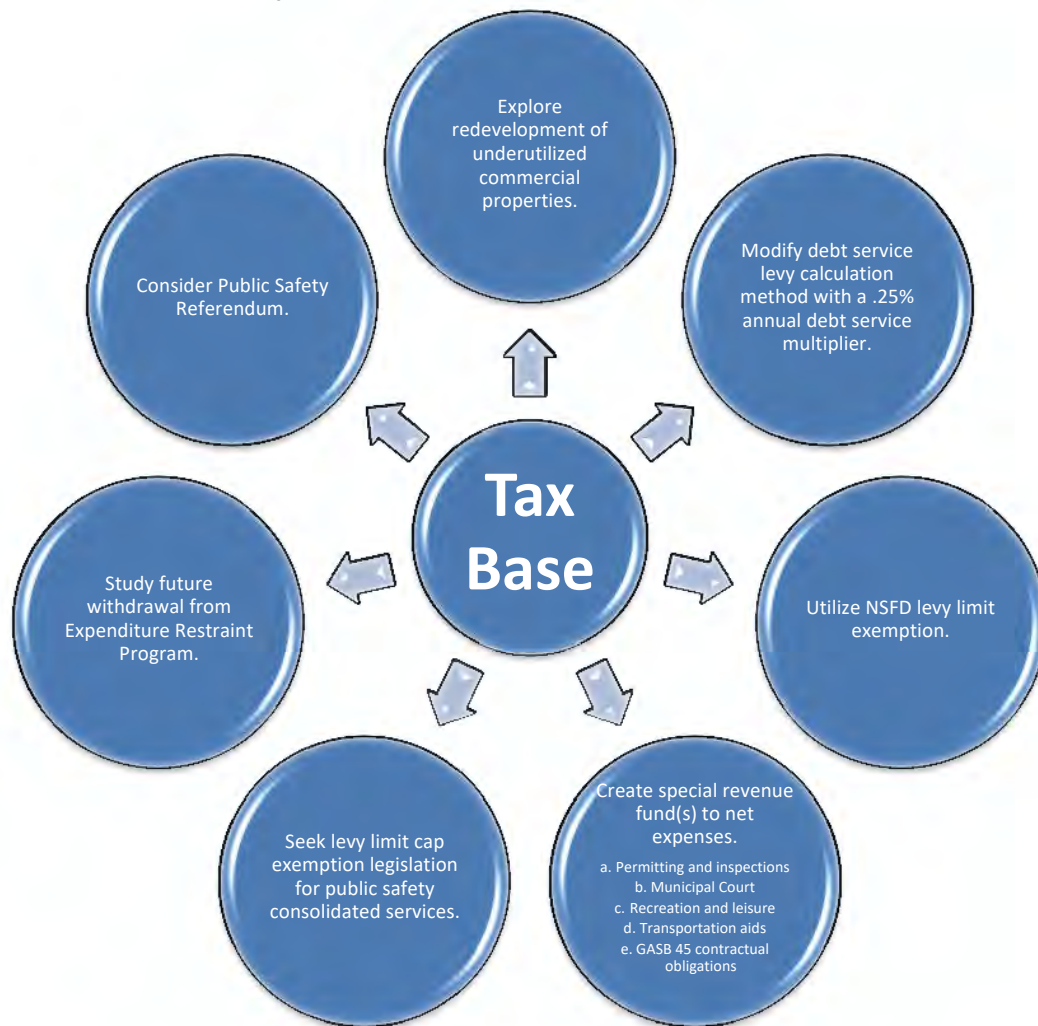 Explore
redevelopment of
underutilized
commercial
properties.
Modify debt service
levy calculation
method with a .25%
annual debt service
multiplier.
Utilize NSFD levy limit
exemption.
Create special revenue
fund(s) to net
expenses.
a. Permitting and inspections
b. Municipal Court
c. Recreation and leisure
d. Transportation aids
e. GASB 45 contractual
obligations
Seek levy limit cap
exemption legislation
for public safety
consolidated services.
Study future
withdrawal from
Expenditure Restraint
Program.
Consider Public Safety
Referendum.
Tax
Base